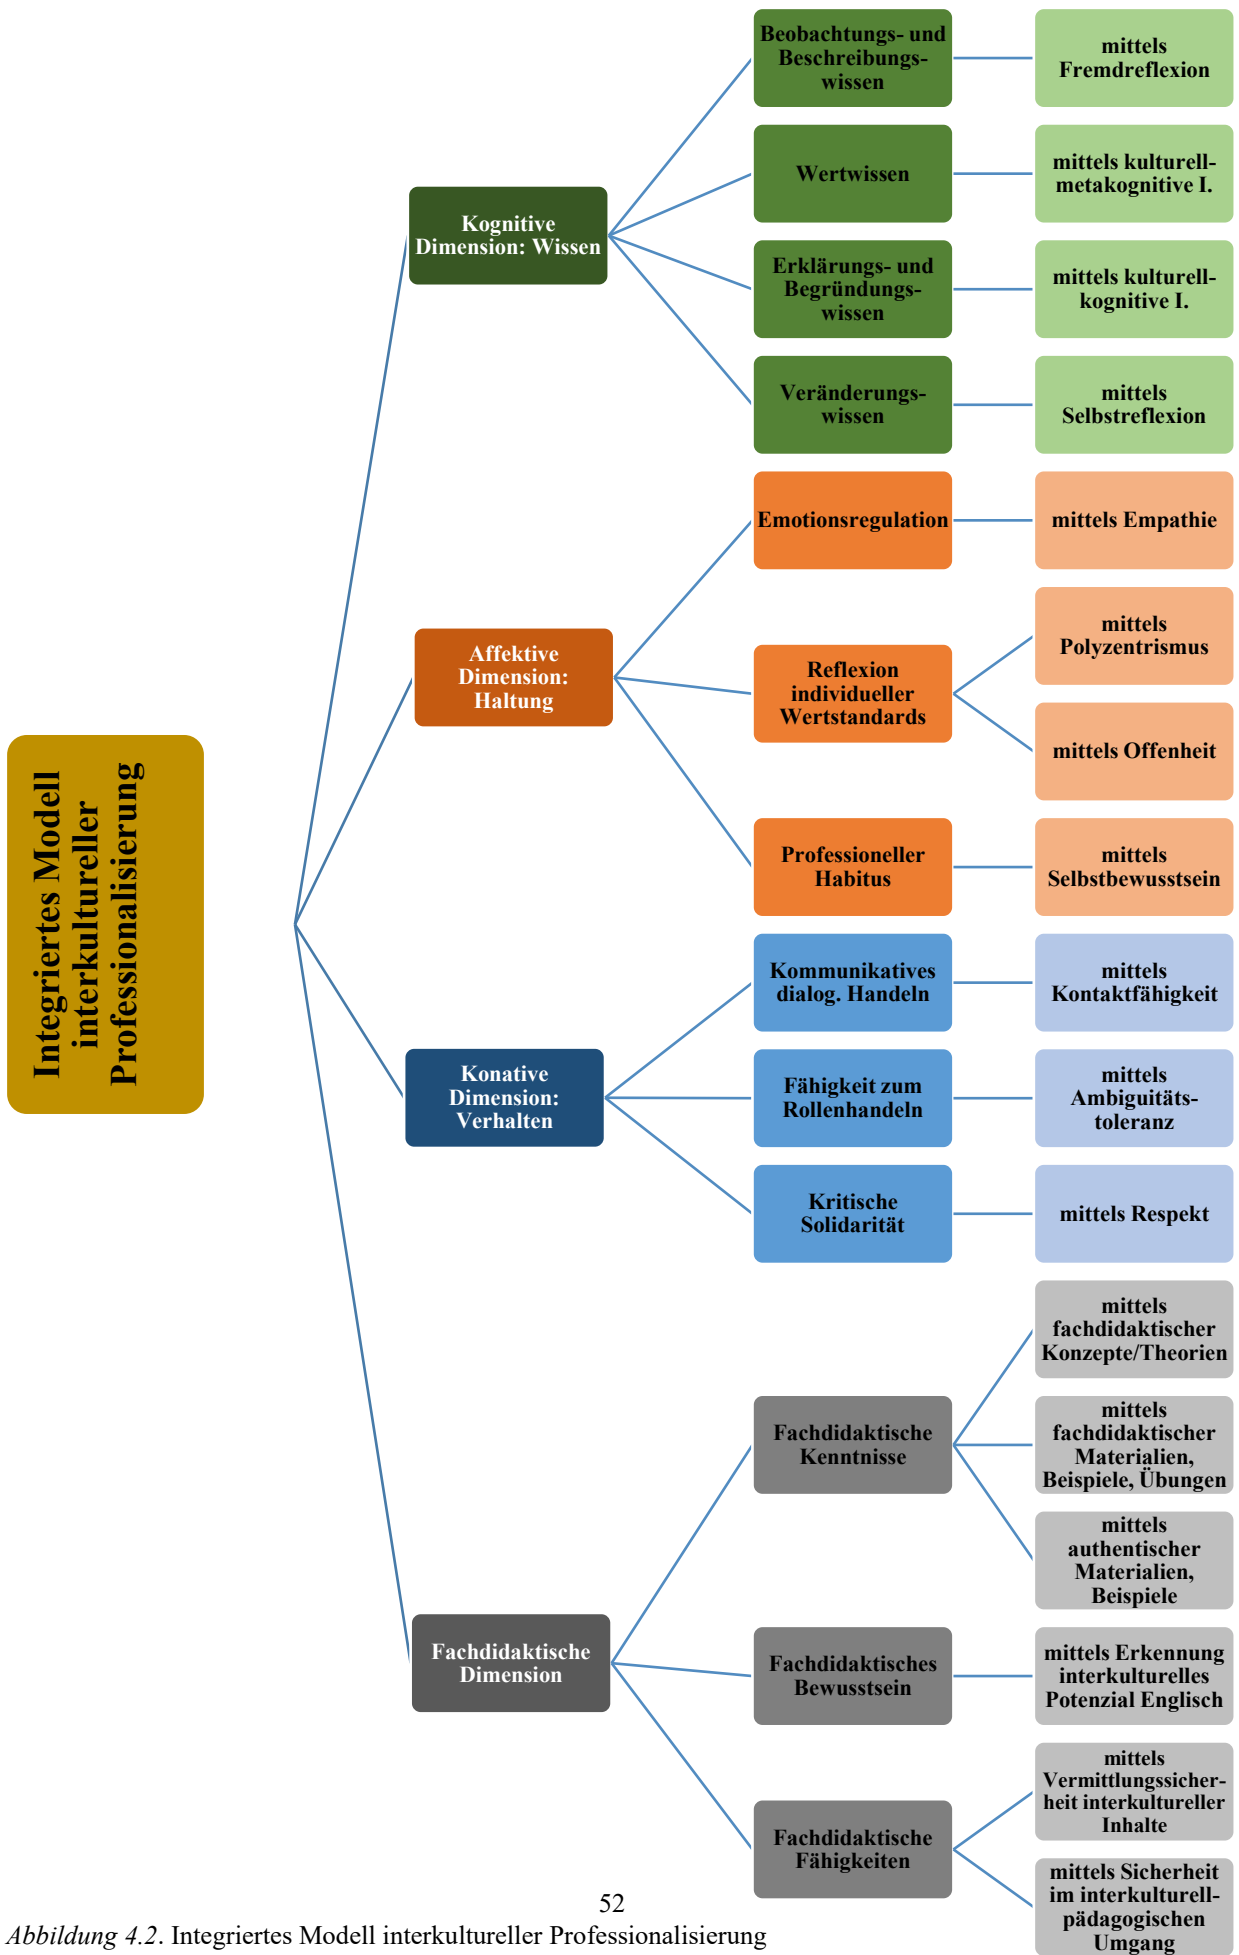 Integriertes Modell
interkultureller
Professionalisierung
Kognitive
Dimension: Wissen
Beobachtungs- und
Beschreibungs-
wissen
mittels
Fremdreflexion
Wertwissen
mittels kulturell-
metakognitive I.
Erklärungs- und
Begründungs-
wissen
mittels kulturell-
kognitive I.
Veränderungs-
wissen
mittels
Selbstreflexion
Affektive
Dimension:
Haltung
Emotionsregulation
mittels Empathie
Reflexion
individueller
Wertstandards
mittels
Polyzentrismus
mittels Offenheit
Professioneller
Habitus
mittels
Selbstbewusstsein
Konative
Dimension:
Verhalten
Kommunikatives
dialog. Handeln
mittels
Kontaktfähigkeit
Fähigkeit zum
Rollenhandeln
mittels
Ambiguitäts-
toleranz
Kritische
Solidarität
mittels Respekt
Fachdidaktische
Dimension
Fachdidaktische
Kenntnisse
mittels
fachdidaktischer
Konzepte/Theorien
mittels
fachdidaktischer
Materialien,
Beispiele, Übungen
mittels
authentischer
Materialien,
Beispiele
Fachdidaktisches
Bewusstsein
mittels Erkennung
interkulturelles
Potenzial Englisch
Fachdidaktische
Fähigkeiten
mittels
Vermittlungssicher-
heit interkultureller
Inhalte
mittels Sicherheit
im interkulturell-
pädagogischen
Umgang
52
Abbildung 4.2. Integriertes Modell interkultureller Professionalisierung